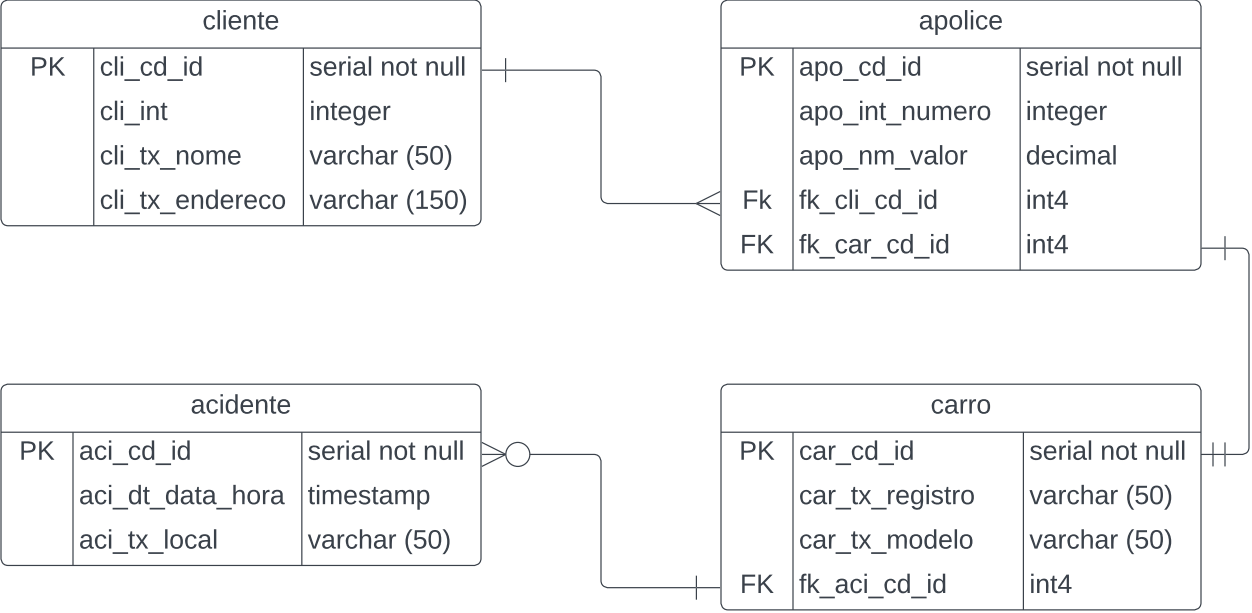 cliente
PK cli_cd_id serial not null
cli_int integer
cli_tx_nome varchar (50)
cli_tx_endereco varchar (150)
apolice
PK apo_cd_id serial not null
apo_int_numero integer
apo_nm_valor decimal
Fk fk_cli_cd_id int4
FK fk_car_cd_id int4
acidente
PK aci_cd_id serial not null
aci_dt_data_hora timestamp
aci_tx_local varchar (50)
carro
PK car_cd_id serial not null
car_tx_registro varchar (50)
car_tx_modelo varchar (50)
FK fk_aci_cd_id int4